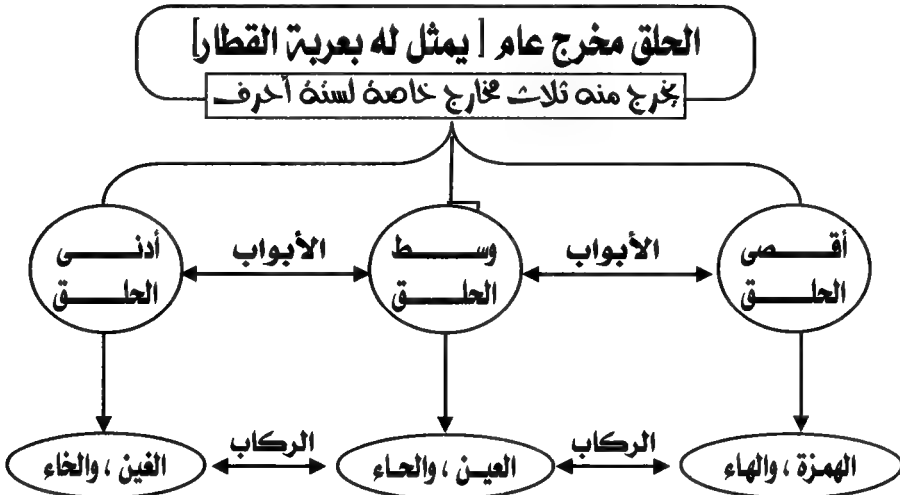 الحلق مخرج عام [ يمثل له بعربة القطار]
يخرج منه ثلاث مخارج خاصة لستة أحرف
أقصى الحلق
الأبواب
وسط الحلق
الأبواب
أدنى الحلق
الهمزة ، والهاء
الركاب
العين ، والحاء
الركاب
الغين ، والخاء